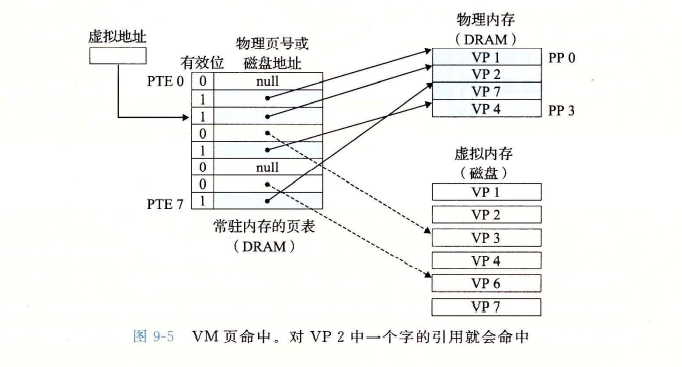 虚拟地址
物理页号或
有效位 磁盘地址
PTE 0 0 null
1
1
0
1
0 null
0
PTE 7 1
常驻内存的页表
（DRAM）
物理内存
（DRAM）
VP 1 PP 0
VP 2
VP 7
VP 4 PP 3
虚拟内存
（磁盘）
VP 1
VP 2
VP 3
VP 4
VP 6
VP 7
图 9-5 VM 页命中。对 VP 2 中一个字的引用就会命中